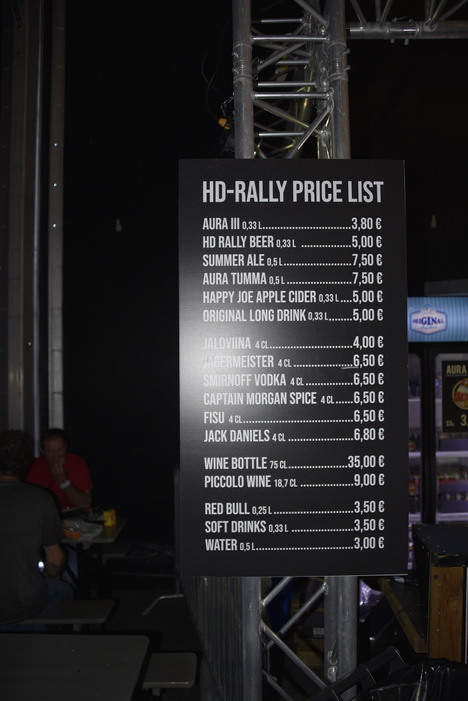 HD-RALLY PRICE LIST
AURA III 0,33 L..............................3,80 €
HD RALLY BEER 0,33 L ................5,00 €
SUMMER ALE 0,5 L........................7,50 €
AURA TUMMA 0,5 L.......................7,50 €
HAPPY JOE APPLE CIDER 0,33 L....5,00 €
ORIGINAL LONG DRINK 0,33 L.......5,00 €
JALOVIINA 4 CL...........................4,00 €
JÄGERMEISTER 4 CL....................6,50 €
SMIRNOFF VODKA 4 CL................6,50 €
CAPTAIN MORGAN SPICE 4 CL.....6,50 €
FISU 4 CL.....................................6,50 €
JACK DANIELS 4 CL .....................6,80 €
WINE BOTTLE 75 CL....................35,00 €
PICCOLO WINE 18,7 CL.................9,00 €
RED BULL 0,25 L..........................3,50 €
SOFT DRINKS 0,33 L....................3,50 €
WATER 0,5 L................................3,00 €
ORIGINAL
AURA
3,